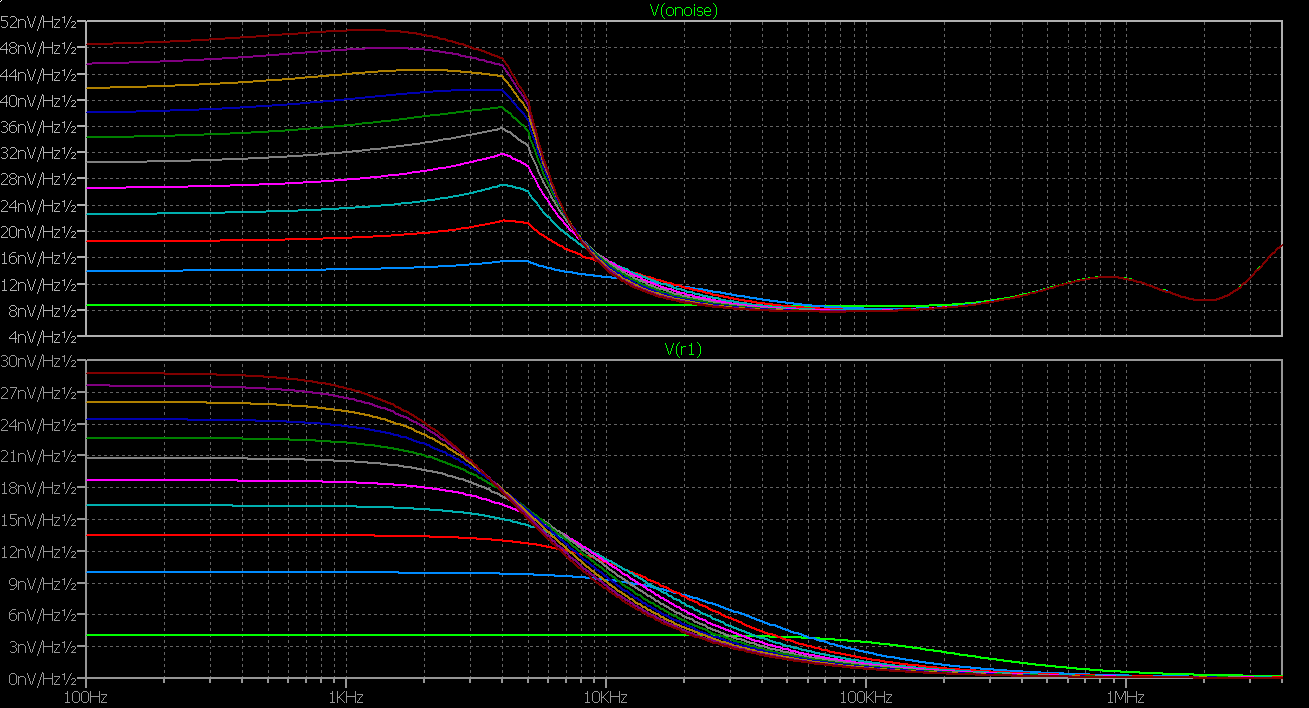 V(onoise)
52nV/Hz½
48nV/Hz½
44nV/Hz½
40nV/Hz½
36nV/Hz½
32nV/Hz½
28nV/Hz½
24nV/Hz½
20nV/Hz½
16nV/Hz½
12nV/Hz½
8nV/Hz½
4nV/Hz½
V(r1)
30nV/Hz½
27nV/Hz½
24nV/Hz½
21nV/Hz½
18nV/Hz½
15nV/Hz½
12nV/Hz½
9nV/Hz½
6nV/Hz½
3nV/Hz½
0nV/Hz½
100Hz 1KHz 10KHz 100KHz 1MHz